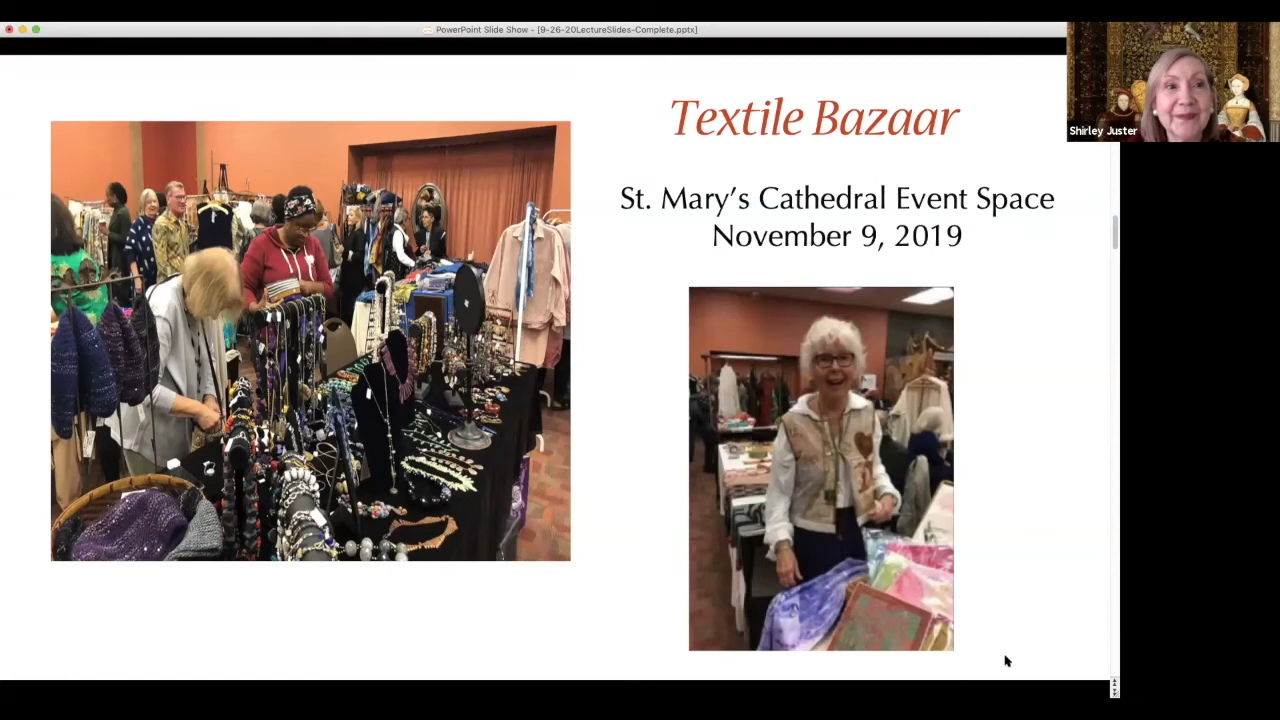 PowerPoint Slide Show - [9-26-20LectureSlides-Complete.pptx]
Textile Bazaar
St. Mary's Cathedral Event Space
November 9, 2019
Shirley Juster